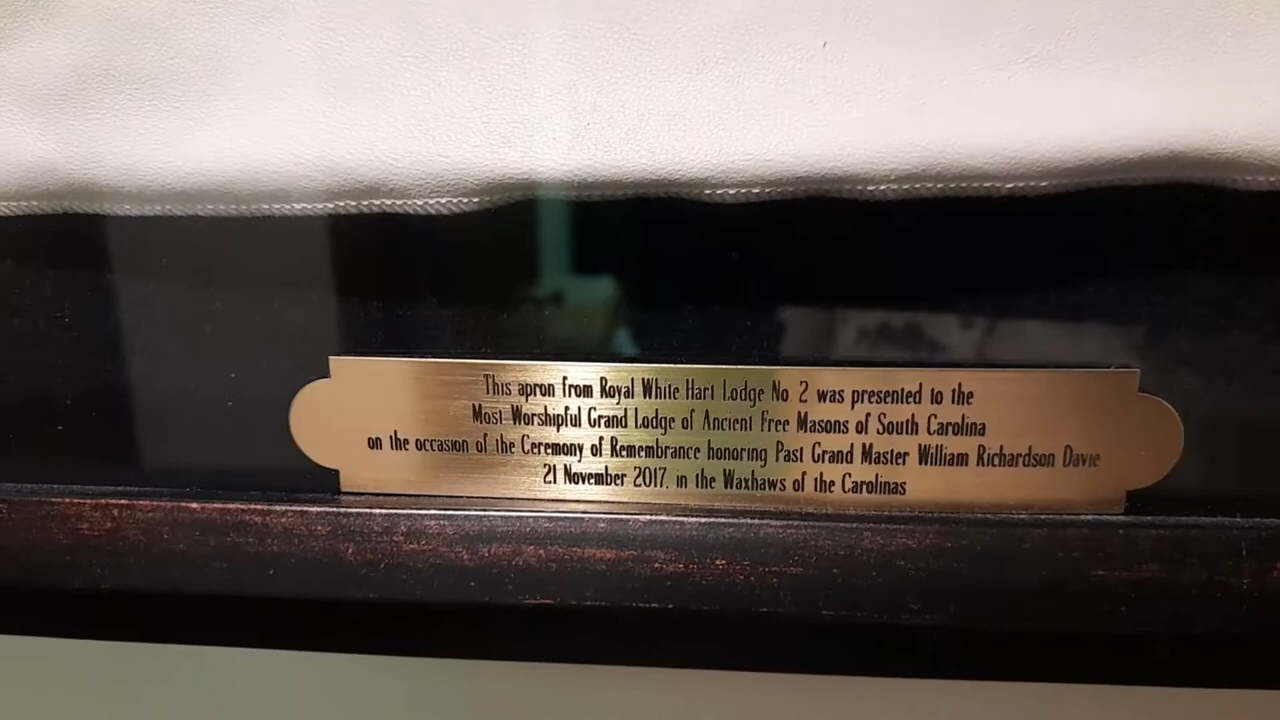 This apron from Royal White Hart Lodge No. 2 was presented to the
Most Worshipful Grand Lodge of Ancient Free Masons of South Carolina
on the occasion of the Ceremony of Remembrance honoring Past Grand Master William Richardson Davie
21 November 2017, in the Waxhaws of the Carolinas